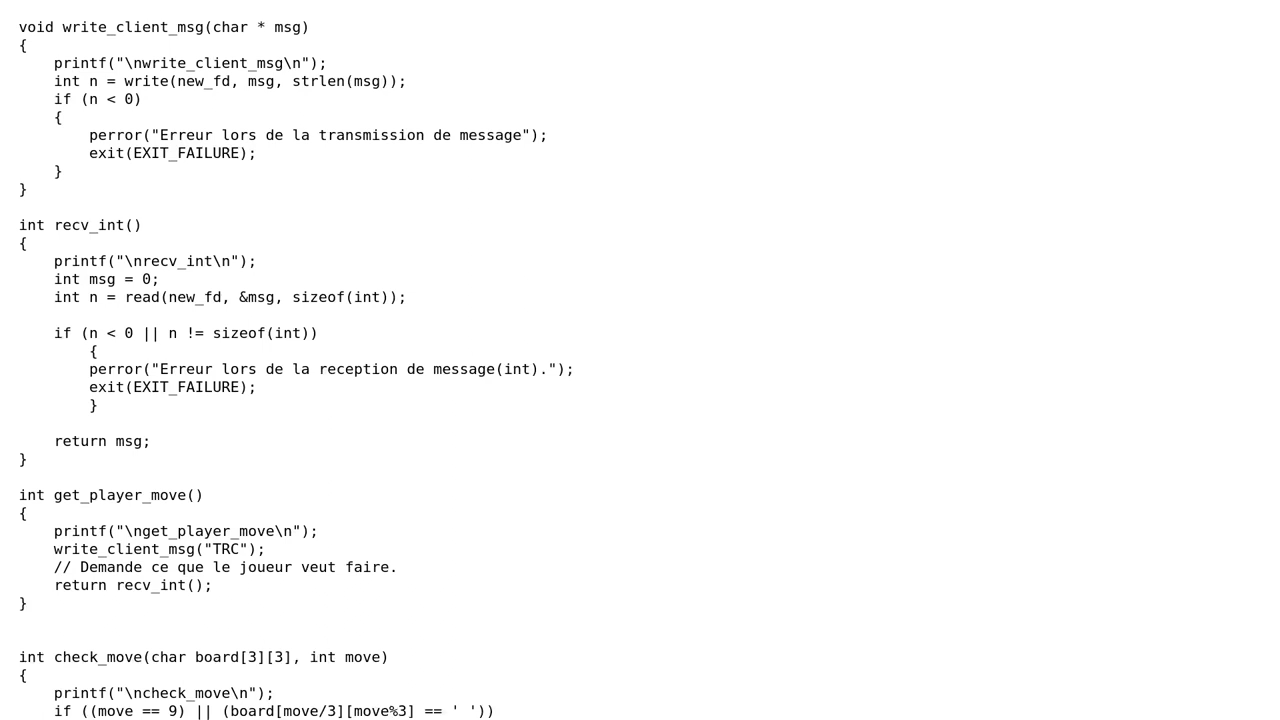 void write_client_msg(char * msg)
{
    printf("\nwrite_client_msg\n");
    int n = write(new_fd, msg, strlen(msg));
    if (n < 0)
    {
        perror("Erreur lors de la transmission de message");
        exit(EXIT_FAILURE);
    }
}

int recv_int()
{
    printf("\nrecv_int\n");
    int msg = 0;
    int n = read(new_fd, &msg, sizeof(int));

    if (n < 0 || n != sizeof(int))
        {
        perror("Erreur lors de la reception de message(int).");
        exit(EXIT_FAILURE);
        }

    return msg;
}

int get_player_move()
{
    printf("\nget_player_move\n");
    write_client_msg("TRC");
    // Demande ce que le joueur veut faire.
    return recv_int();
}


int check_move(char board[3][3], int move)
{
    printf("\ncheck_move\n");
    if ((move == 9) || (board[move/3][move%3] == ' '))